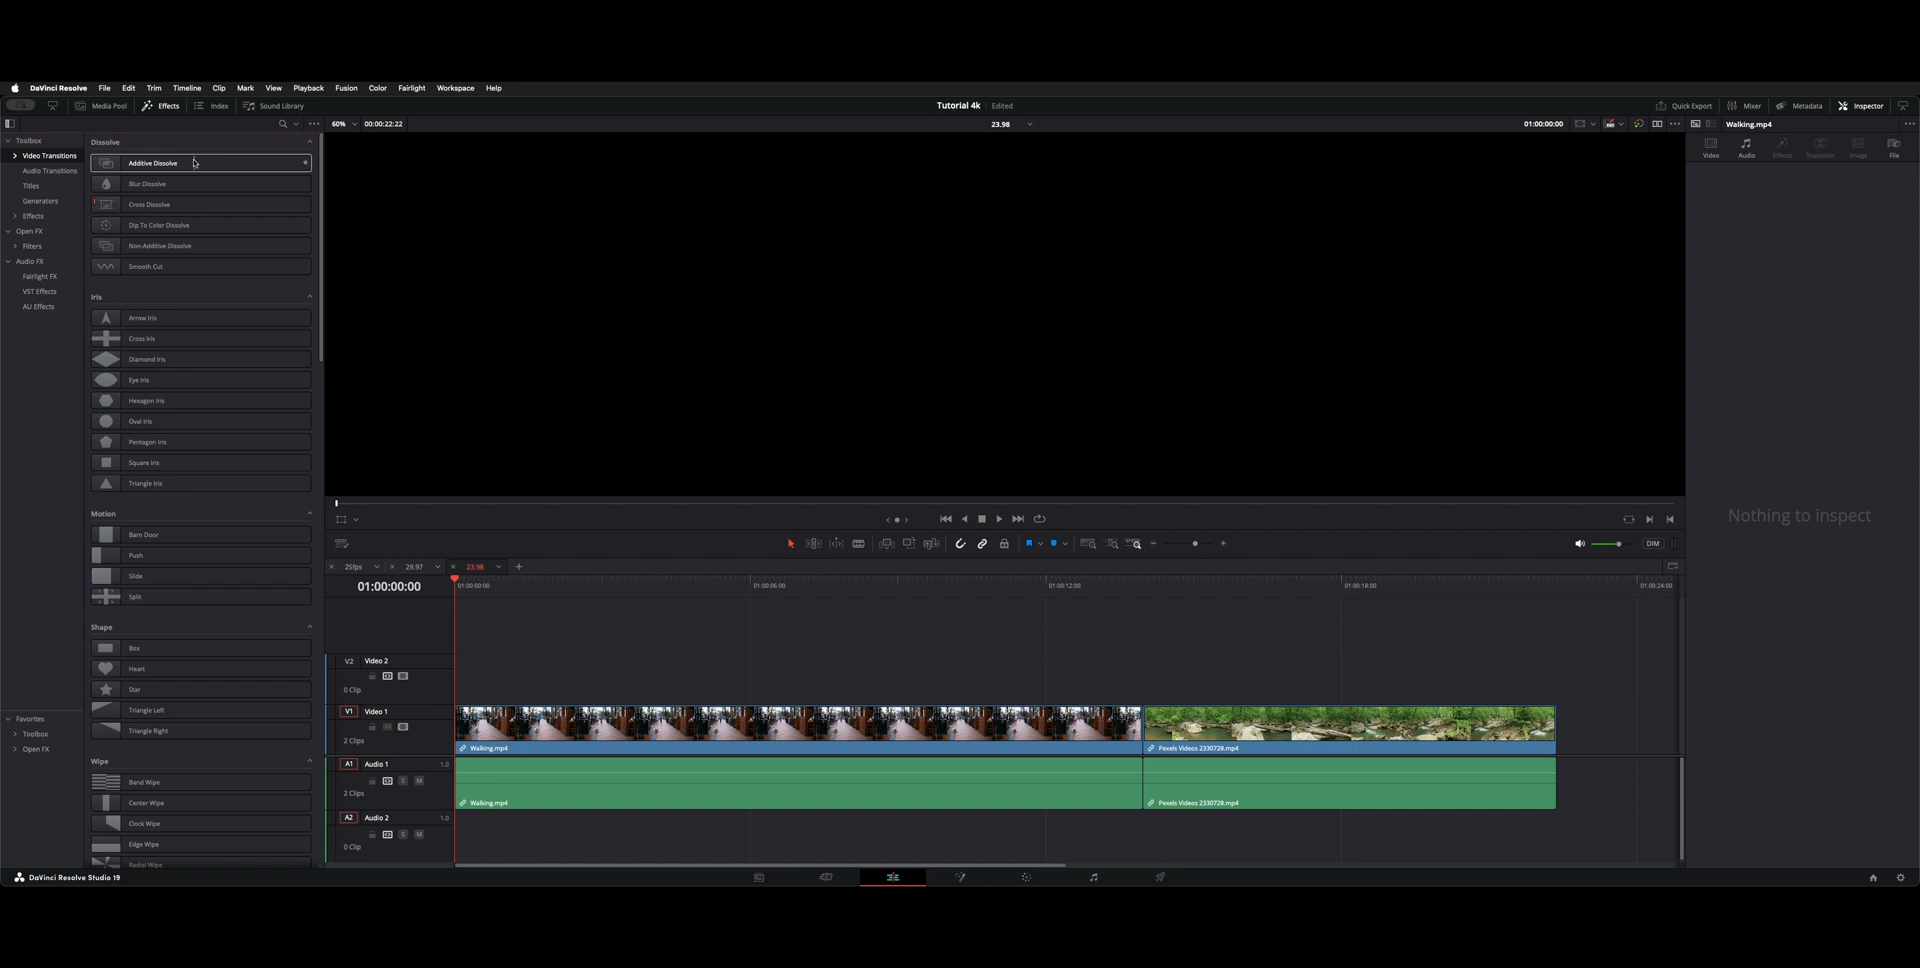 DaVinci Resolve File Edit Trim Timeline Clip Mark View Playback Fusion Color Fairlight Workspace Help
Media Pool Effects Index Sound Library Tutorial 4k Edited Quick Export Mixer Metadata Inspector
60% 00:00:22:22 23.98 01:00:00:00 Walking.mp4
Video Audio Effects Transition Image File
Toolbox
Video Transitions
Audio Transitions
Titles
Generators
Effects
Open FX
Filters
Audio FX
Fairlight FX
VST Effects
AU Effects
Favorites
Toolbox
Open FX
Dissolve
Additive Dissolve
Blur Dissolve
Cross Dissolve
Dip To Color Dissolve
Non-Additive Dissolve
Smooth Cut
Iris
Arrow Iris
Cross Iris
Diamond Iris
Eye Iris
Hexagon Iris
Oval Iris
Pentagon Iris
Square Iris
Triangle Iris
Motion
Barn Door
Push
Slide
Split
Shape
Box
Heart
Star
Triangle Left
Triangle Right
Wipe
Band Wipe
Center Wipe
Clock Wipe
Edge Wipe
Radial Wipe
Nothing to inspect
DIM
25fps 29.97 23.98
01:00:00:00 01:00:00:00 01:00:06:00 01:00:12:00 01:00:18:00 01:00:24:00
V2 Video 2
0 Clip
V1 Video 1
2 Clips
Walking.mp4 Pexels Videos 2330728.mp4
A1 Audio 1 1.0
S M
2 Clips
Walking.mp4 Pexels Videos 2330728.mp4
A2 Audio 2 1.0
S M
0 Clip
DaVinci Resolve Studio 19